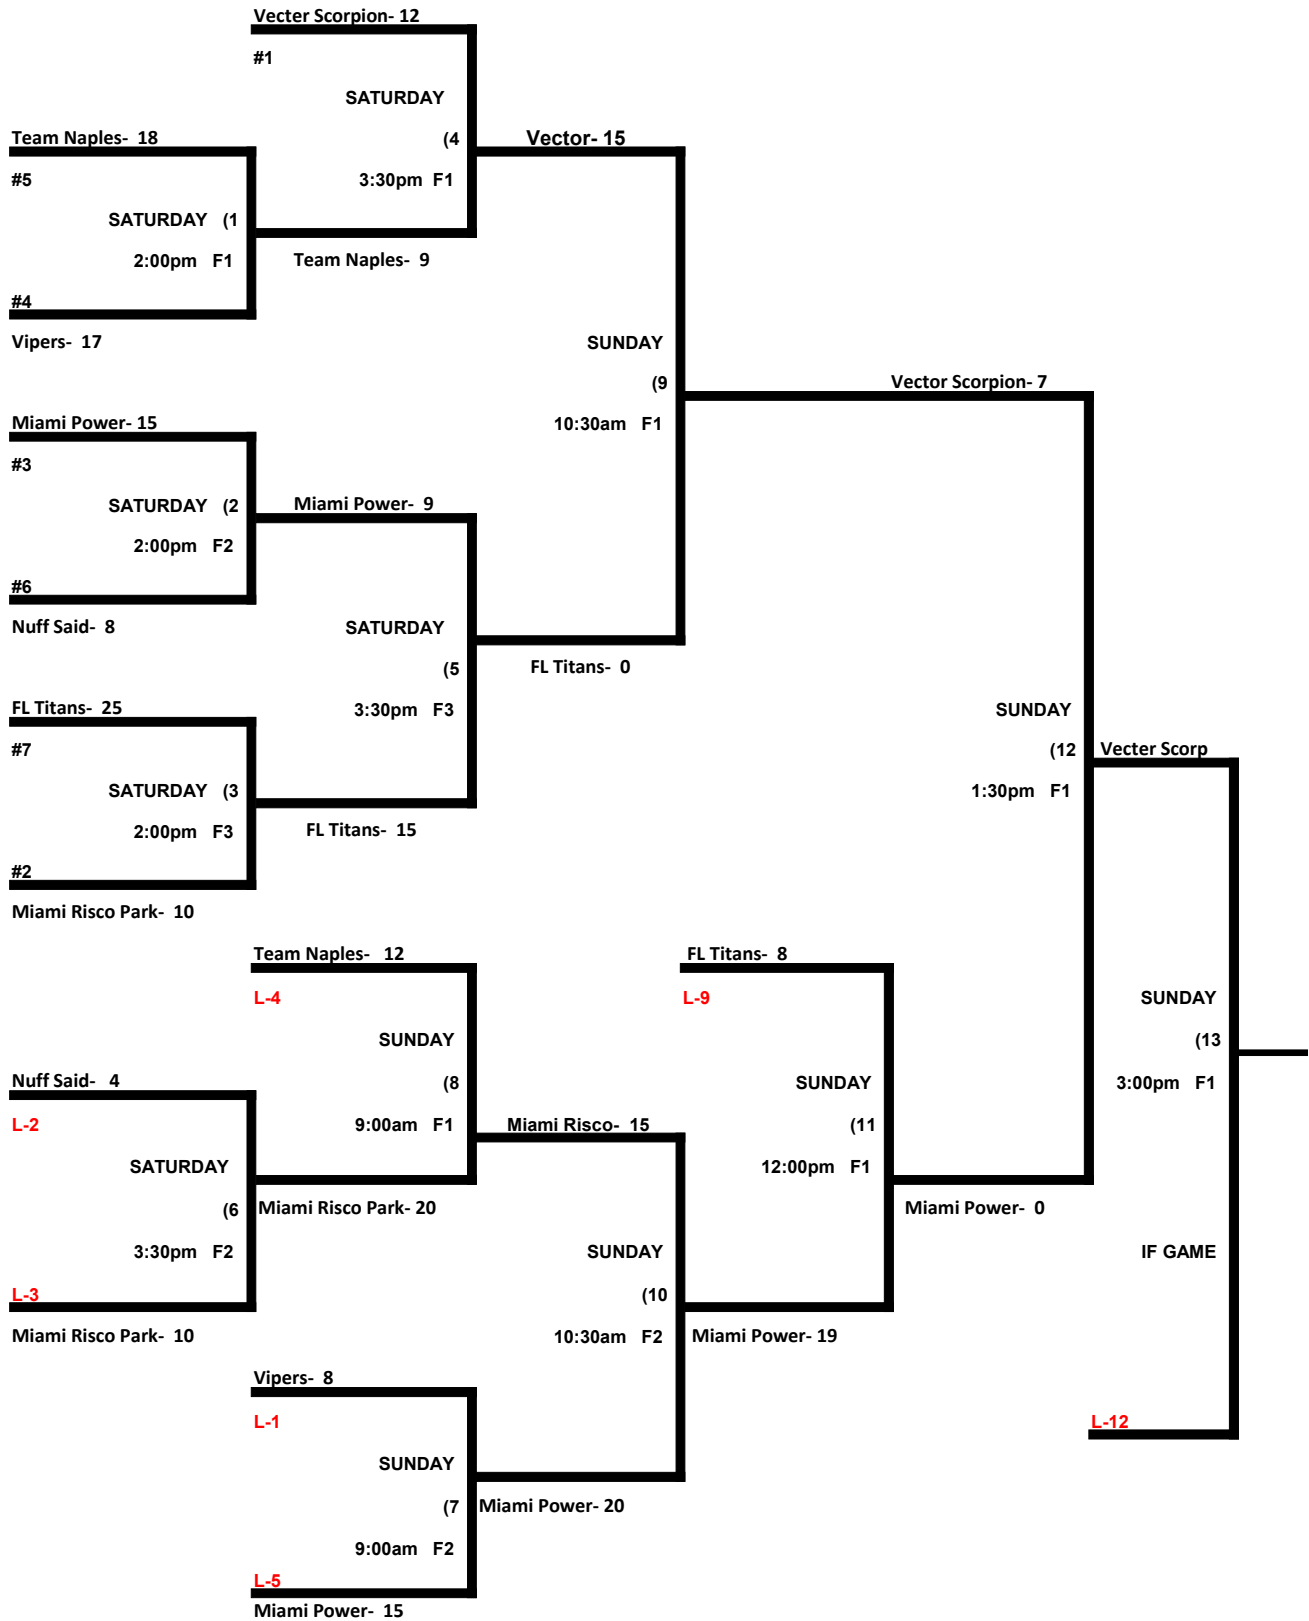 Vecter Scorpion- 12
#1
SATURDAY
Team Naples-  18
(4
Vector- 15
#5
3:30pm  F1
SATURDAY   (1
2:00pm   F1
Team Naples-  9
#4
Vipers-  17
SUNDAY
(9
Vector Scorpion- 7
Miami Power- 15
10:30am   F1
#3
SATURDAY   (2
Miami Power-  9
2:00pm   F2
#6
Nuff Said-  8
SATURDAY
(5
FL Titans-  0
FL Titans-  25
3:30pm  F3
SUNDAY
#7
(12
Vecter Scorp
SATURDAY   (3
1:30pm   F1
2:00pm   F3
FL Titans-  15
#2
Miami Risco Park-  10
Team Naples-   12
FL Titans-  8
L-4
L-9
SUNDAY
SUNDAY
(13
Nuff Said-   4
(8
SUNDAY
3:00pm   F1
L-2
9:00am   F1
Miami Risco-  15
(11
SATURDAY
12:00pm   F1
(6
Miami Risco Park- 20
Miami Power-  0
3:30pm   F2
SUNDAY
IF GAME
L-3
(10
Miami Risco Park-  10
10:30am   F2
Miami Power- 19
Vipers-  8
L-1
L-12
SUNDAY
(7
Miami Power- 20
9:00am   F2
L-5
Miami Power-  15